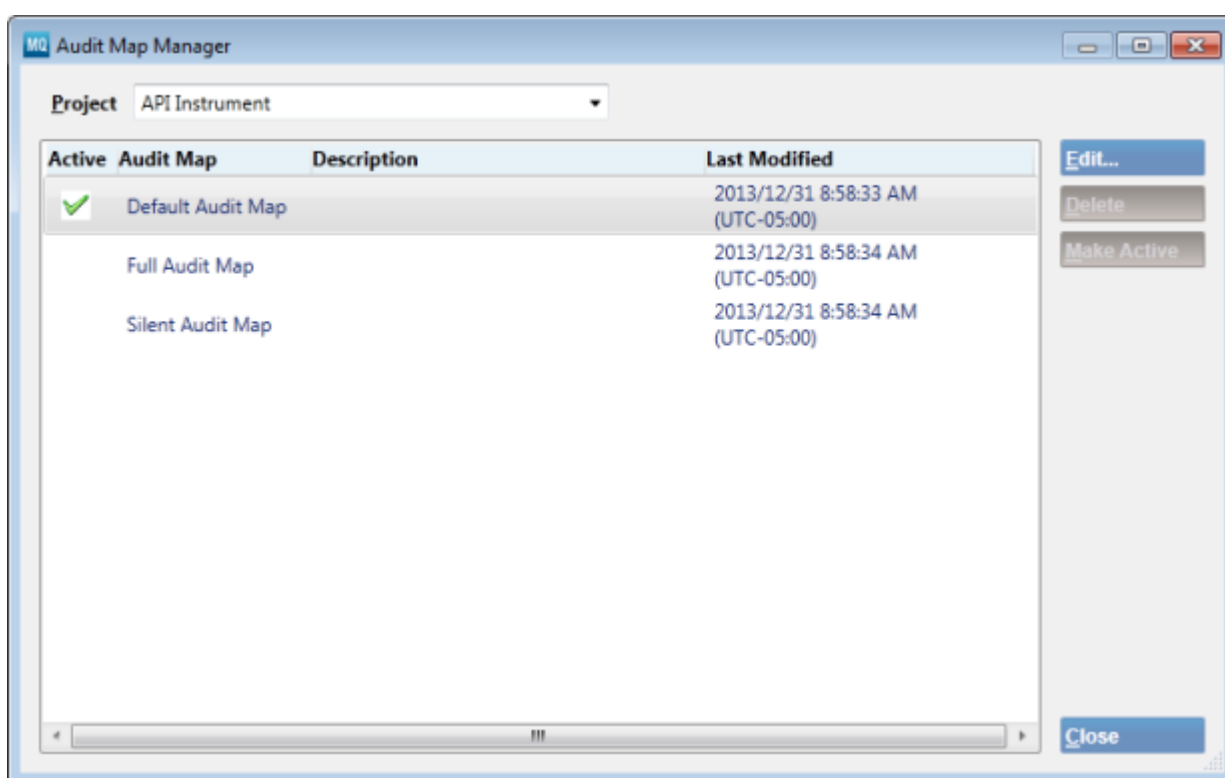 MQ Audit Map Manager
Project API Instrument
Active Audit Map Description Last Modified
Default Audit Map 2013/12/31 8:58:33 AM
(UTC-05:00)
Full Audit Map 2013/12/31 8:58:34 AM
(UTC-05:00)
Silent Audit Map 2013/12/31 8:58:34 AM
(UTC-05:00)
Edit...
Delete
Make Active
Close